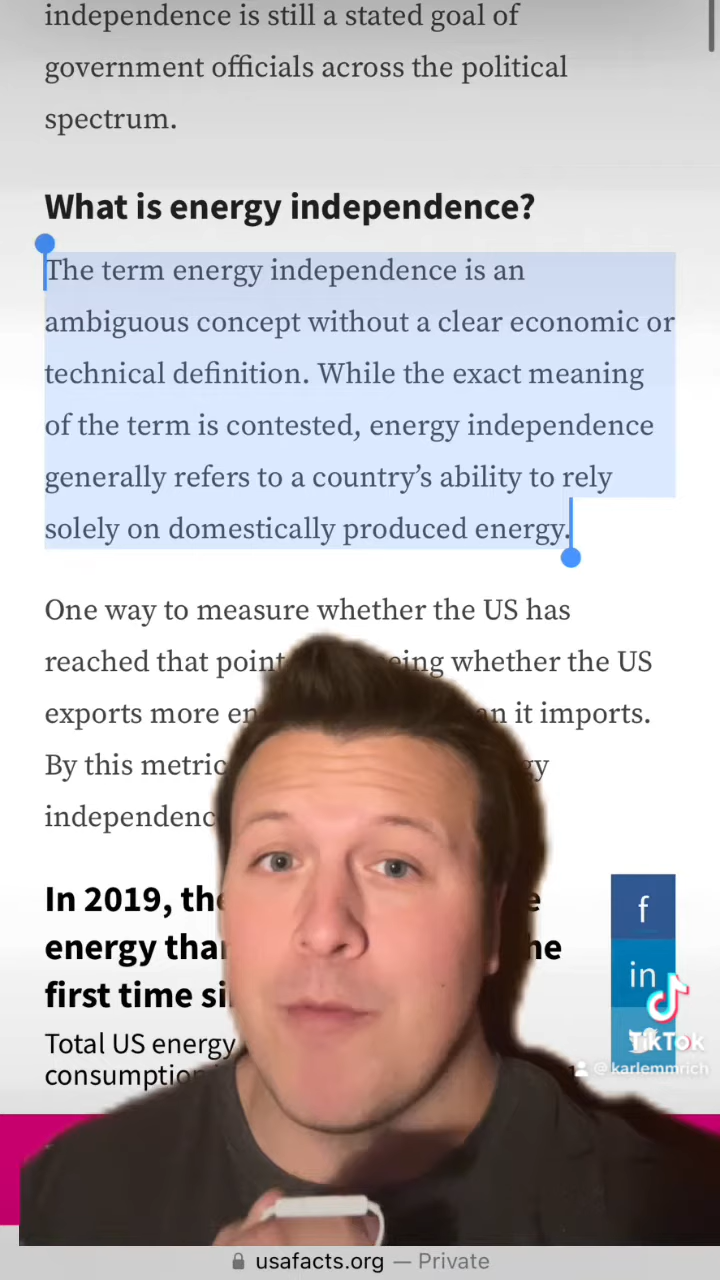 independence is still a stated goal of
government officials across the political
spectrum.
What is energy independence?
The term energy independence is an
ambiguous concept without a clear economic or
technical definition. While the exact meaning
of the term is contested, energy independence
generally refers to a country's ability to rely
solely on domestically produced energy.
One way to measure whether the US has
reached that point whether the US
exports more it imports.
By this metric
In 2019, the
energy than
first time
Total US energy
consumption
f
in
TikTok
@karlemmrich
usafacts.org — Private